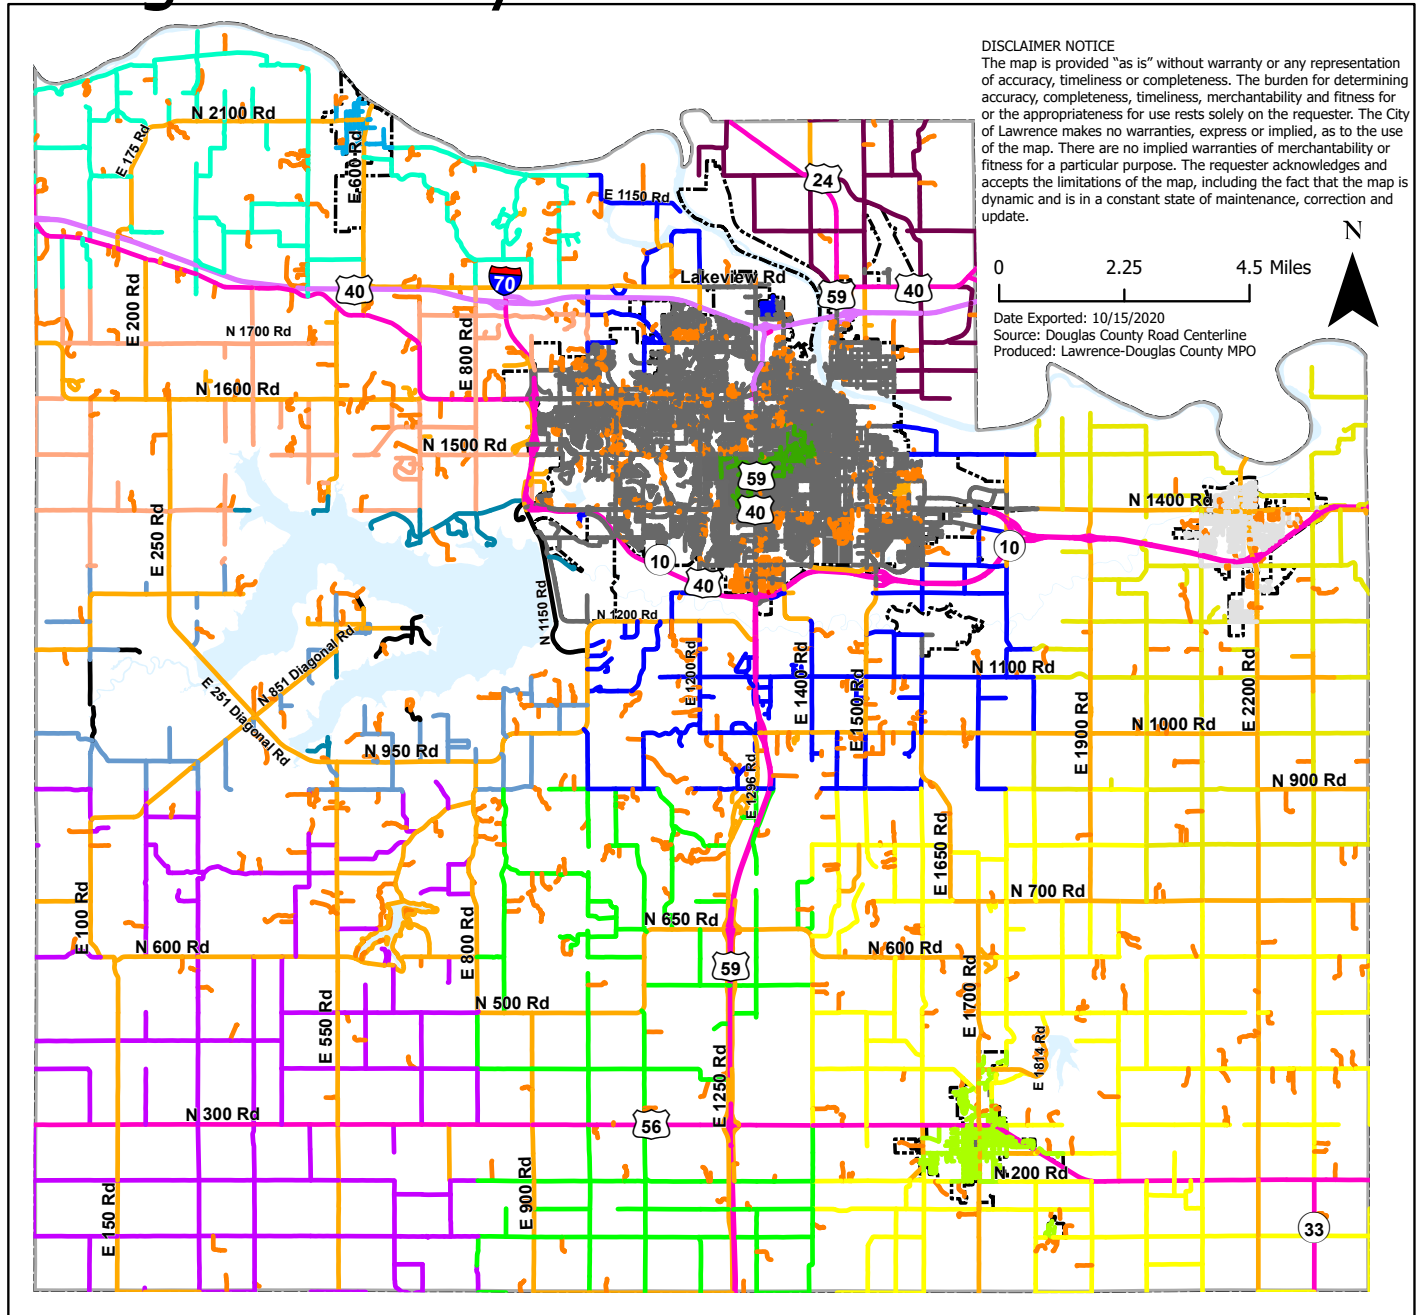 DISCLAIMER NOTICE
The map is provided “as is” without warranty or any representation
of accuracy, timeliness or completeness. The burden for determining
accuracy, completeness, timeliness, merchantability and fitness for
or the appropriateness for use rests solely on the requester. The City
of Lawrence makes no warranties, express or implied, as to the use
of the map. There are no implied warranties of merchantability or
fitness for a particular purpose. The requester acknowledges and
accepts the limitations of the map, including the fact that the map is
dynamic and is in a constant state of maintenance, correction and
update.
N
0 2.25 4.5 Miles
Date Exported: 10/15/2020
Source: Douglas County Road Centerline
Produced: Lawrence-Douglas County MPO
N 2100 Rd
E 175 Rd
E 600 Rd
24
E 1150 Rd
Lakeview Rd
40
70
59
40
E 200 Rd
N 1700 Rd
E 800 Rd
N 1600 Rd
N 1500 Rd
59
40
N 1400 Rd
E 250 Rd
10
10
40
N 1150 Rd
N 1200 Rd
N 851 Diagonal Rd
E 251 Diagonal Rd
E 1200 Rd
E 1400 Rd
E 1500 Rd
N 1100 Rd
E 1900 Rd
E 2200 Rd
N 1000 Rd
N 950 Rd
E 1296 Rd
N 900 Rd
E 1650 Rd
N 700 Rd
E 100 Rd
N 650 Rd
N 600 Rd
E 800 Rd
N 600 Rd
59
N 500 Rd
E 550 Rd
E 1700 Rd
E 1814 Rd
E 1250 Rd
N 300 Rd
56
N 200 Rd
E 150 Rd
E 900 Rd
33